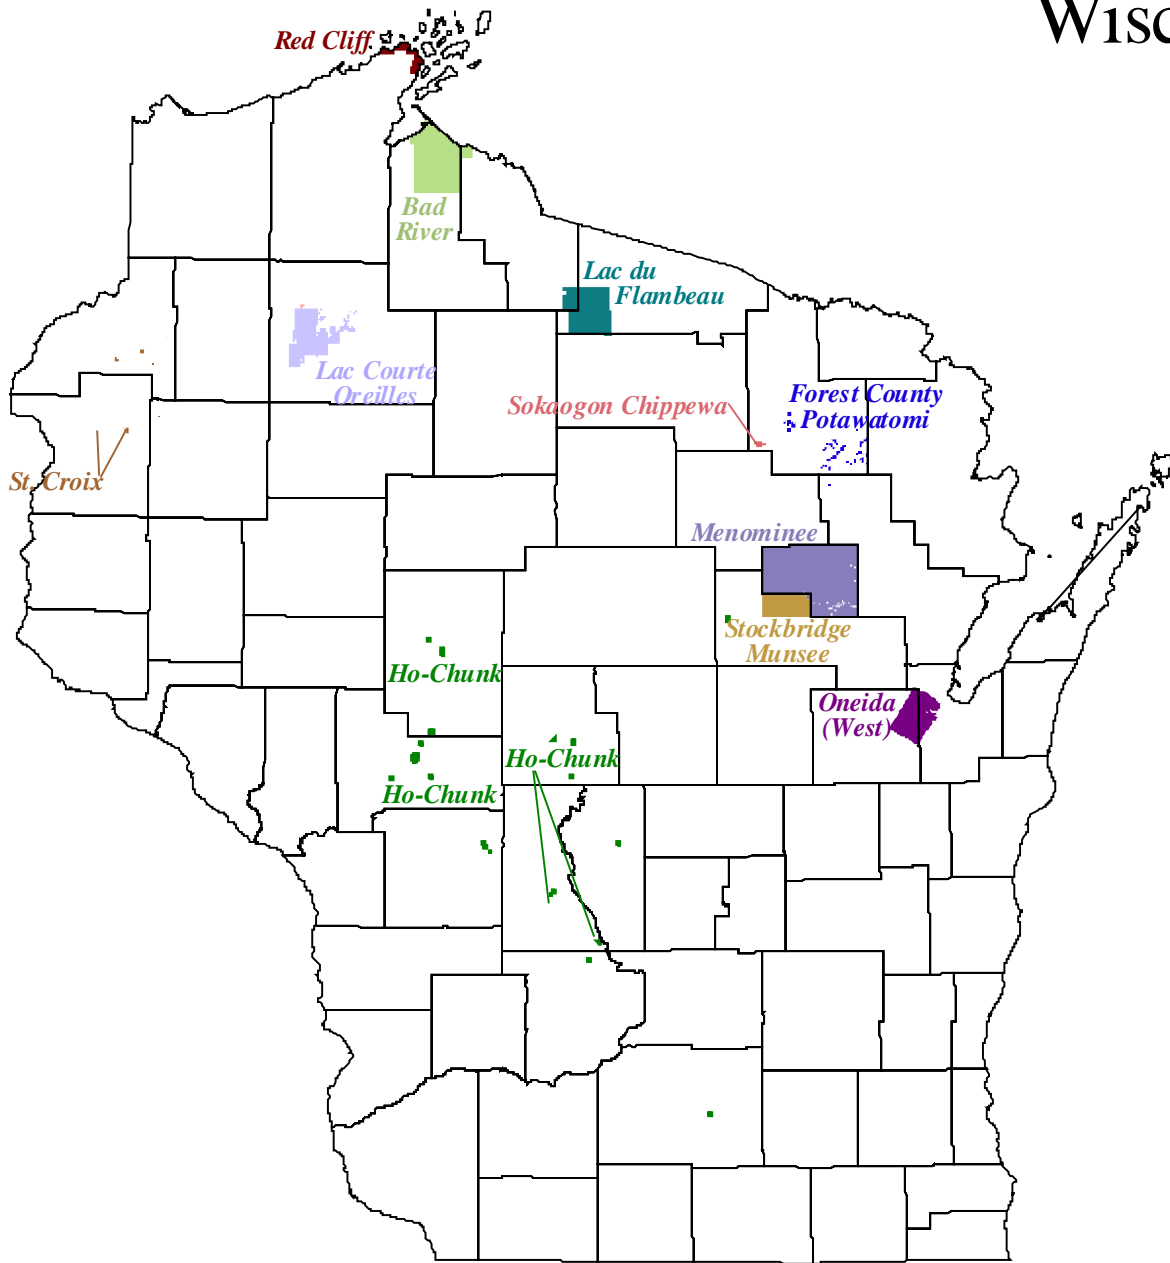 Wisc
Red Cliff
Bad
River
Lac du
Flambeau
Lac Courte
Oreilles
Forest County
Potawatomi
Sokaogon Chippewa
St. Croix
Menominee
Stockbridge
Munsee
Ho-Chunk
Oneida
(West)
Ho-Chunk
Ho-Chunk